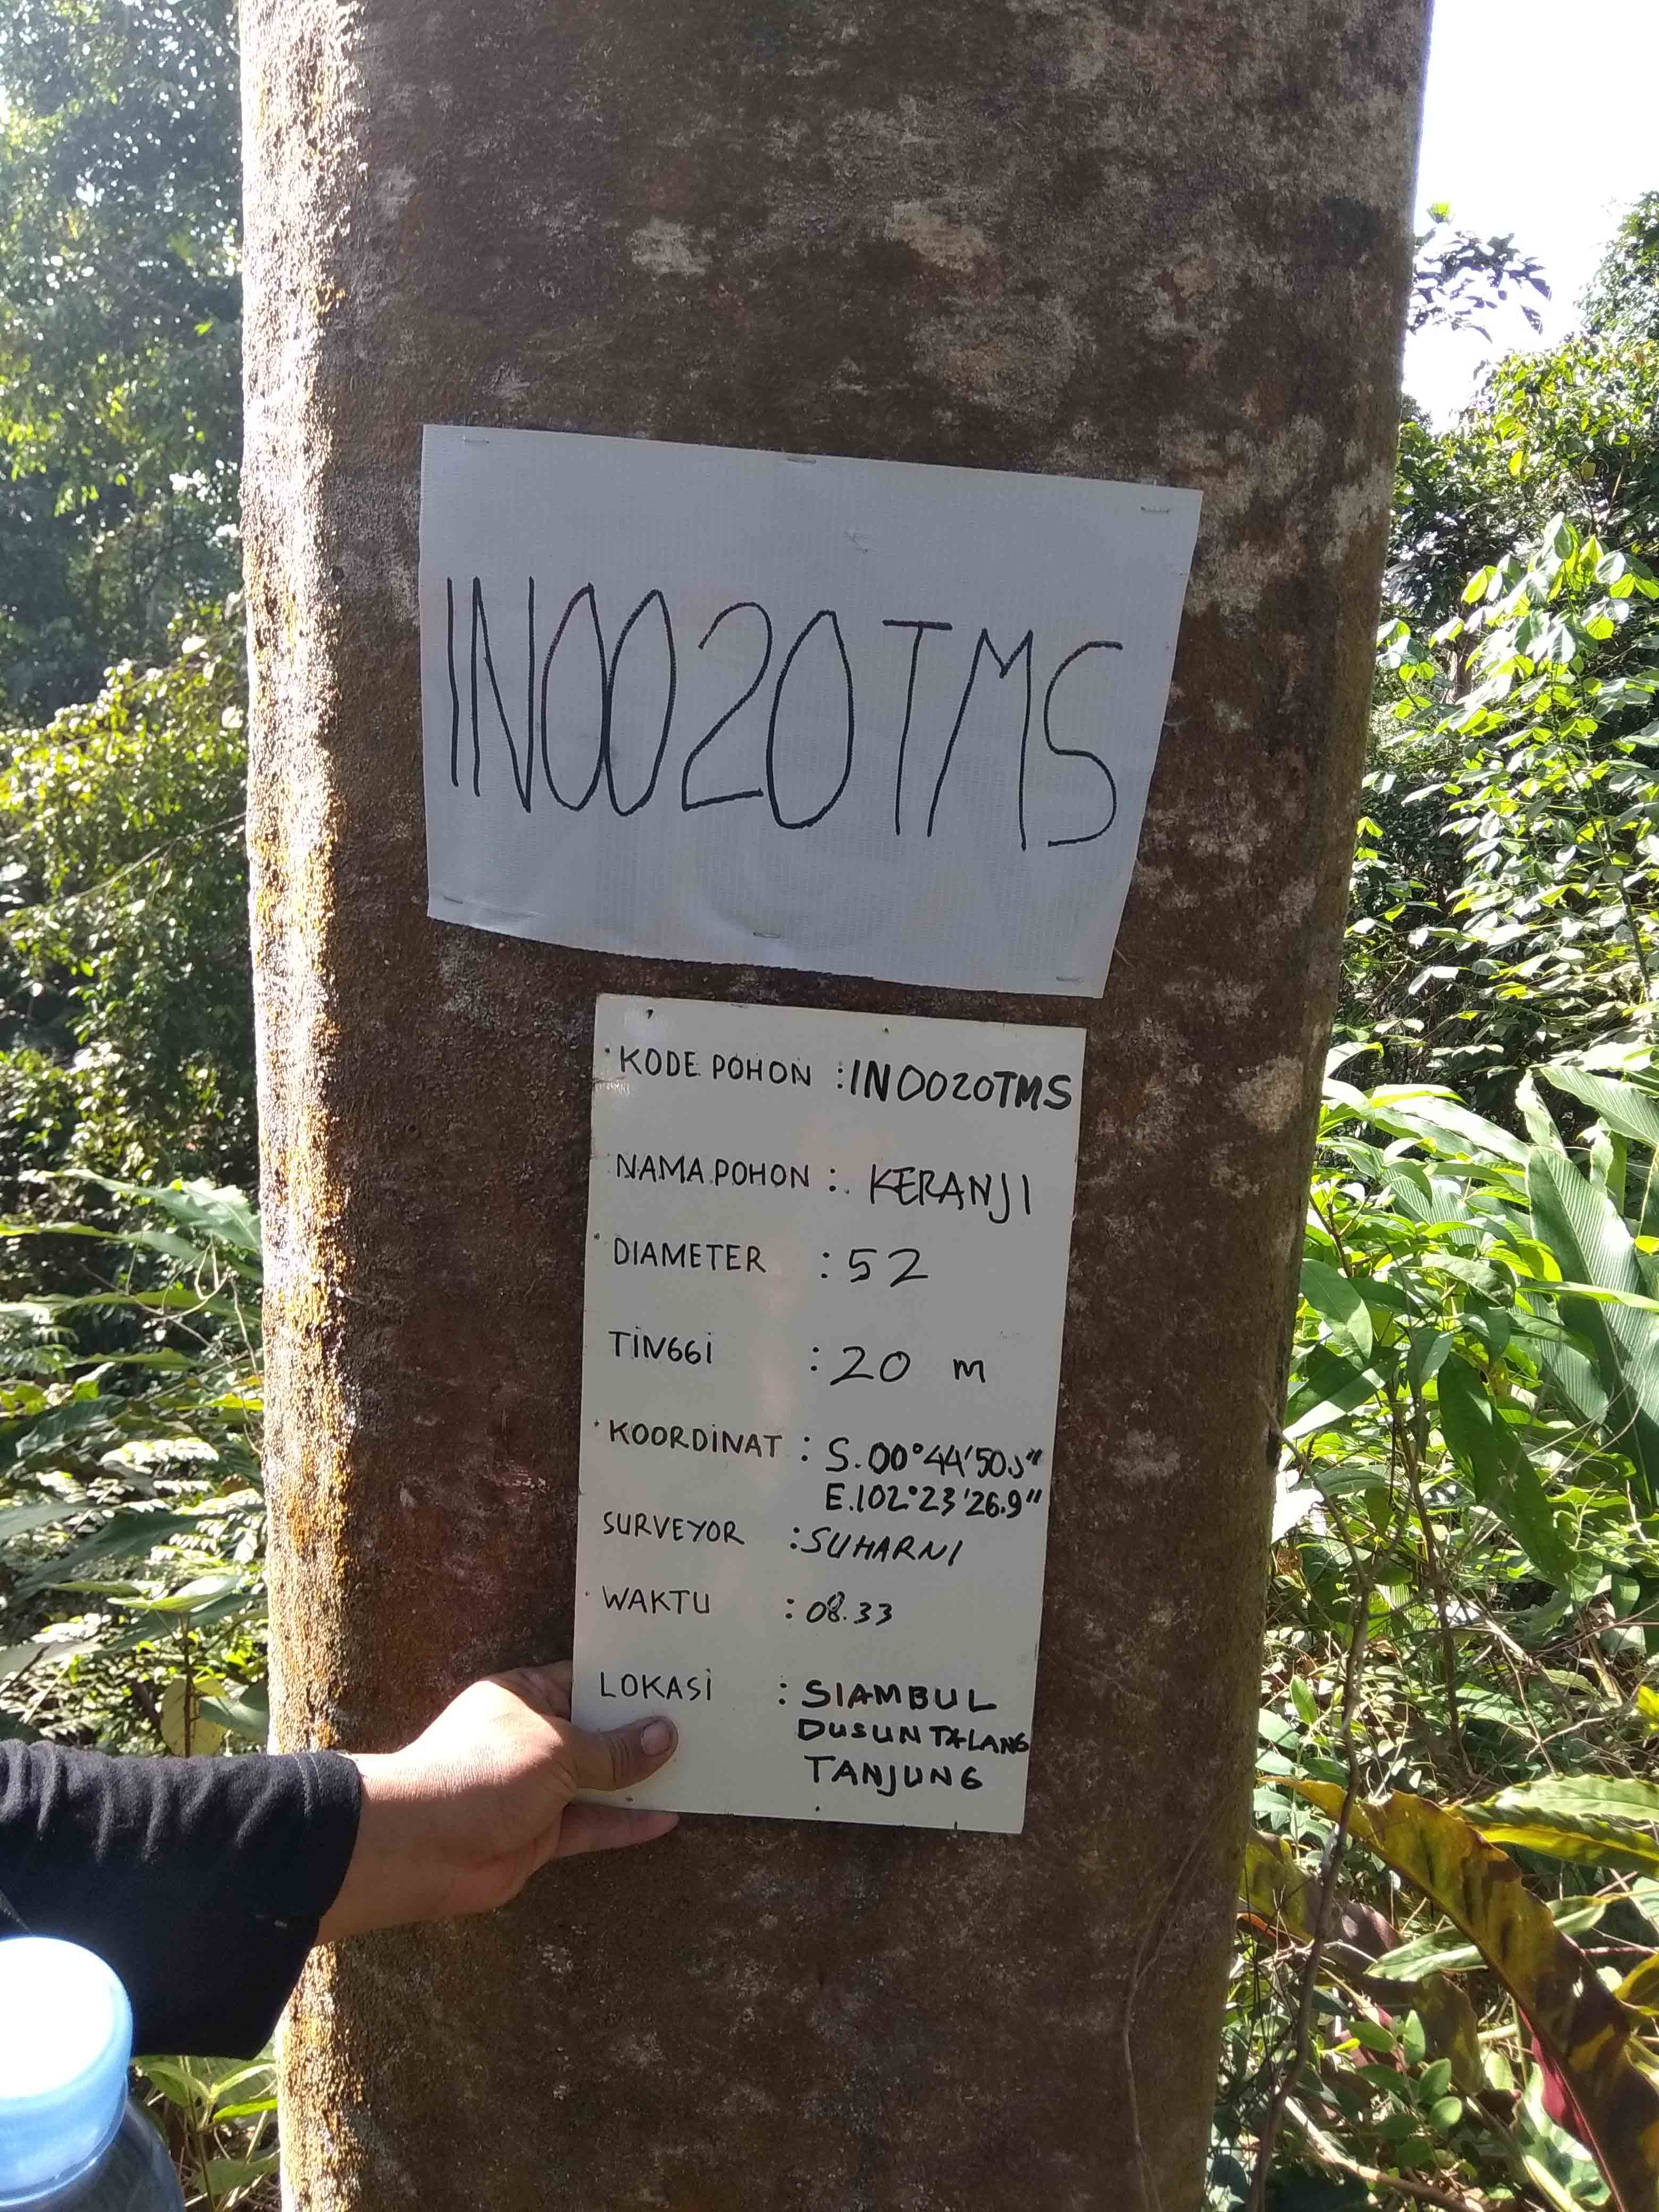 IN0020TMS
KODE POHON : IN0020TMS
NAMA POHON : KERANJI
DIAMETER : 52
TINGGI : 20 m
KOORDINAT : S.00°44'
E.102°23'26.9"
SURVEYOR : SUHARNI
WAKTU : 08.33
LOKASI : SIAMBUL
DUSUN TALANG
TANJUNG